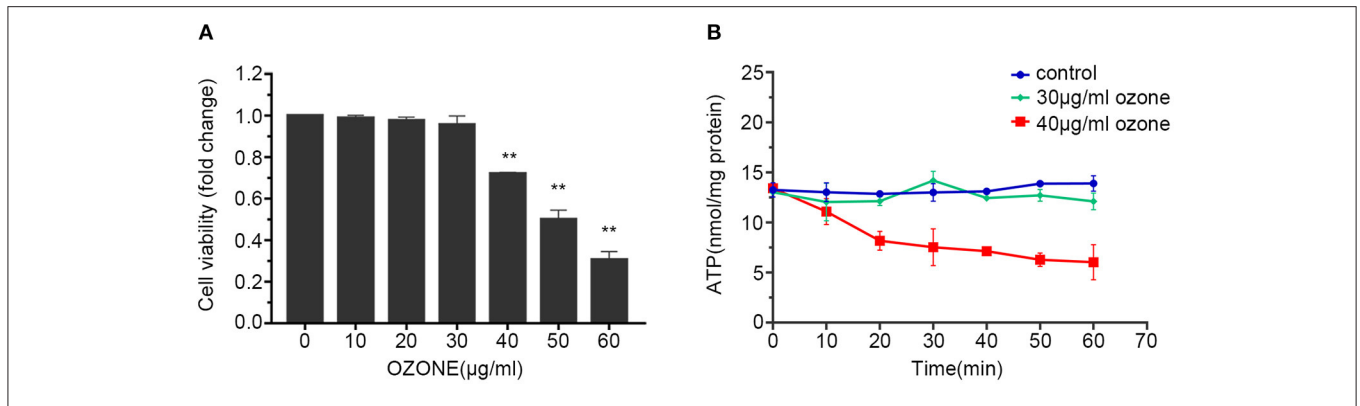 A
Cell viability (fold change)
1.2
1.0
0.8
0.6
0.4
0.2
0.0
**
**
**
0 10 20 30 40 50 60
OZONE(μg/ml)
B
ATP(nmol/mg protein)
25
20
15
10
5
0
control
30μg/ml ozone
40μg/ml ozone
0 10 20 30 40 50 60 70
Time(min)